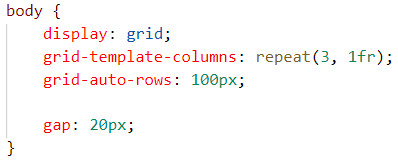 body {
    display: grid;
    grid-template-columns: repeat(3, 1fr);
    grid-auto-rows: 100px;

    gap: 20px;
}